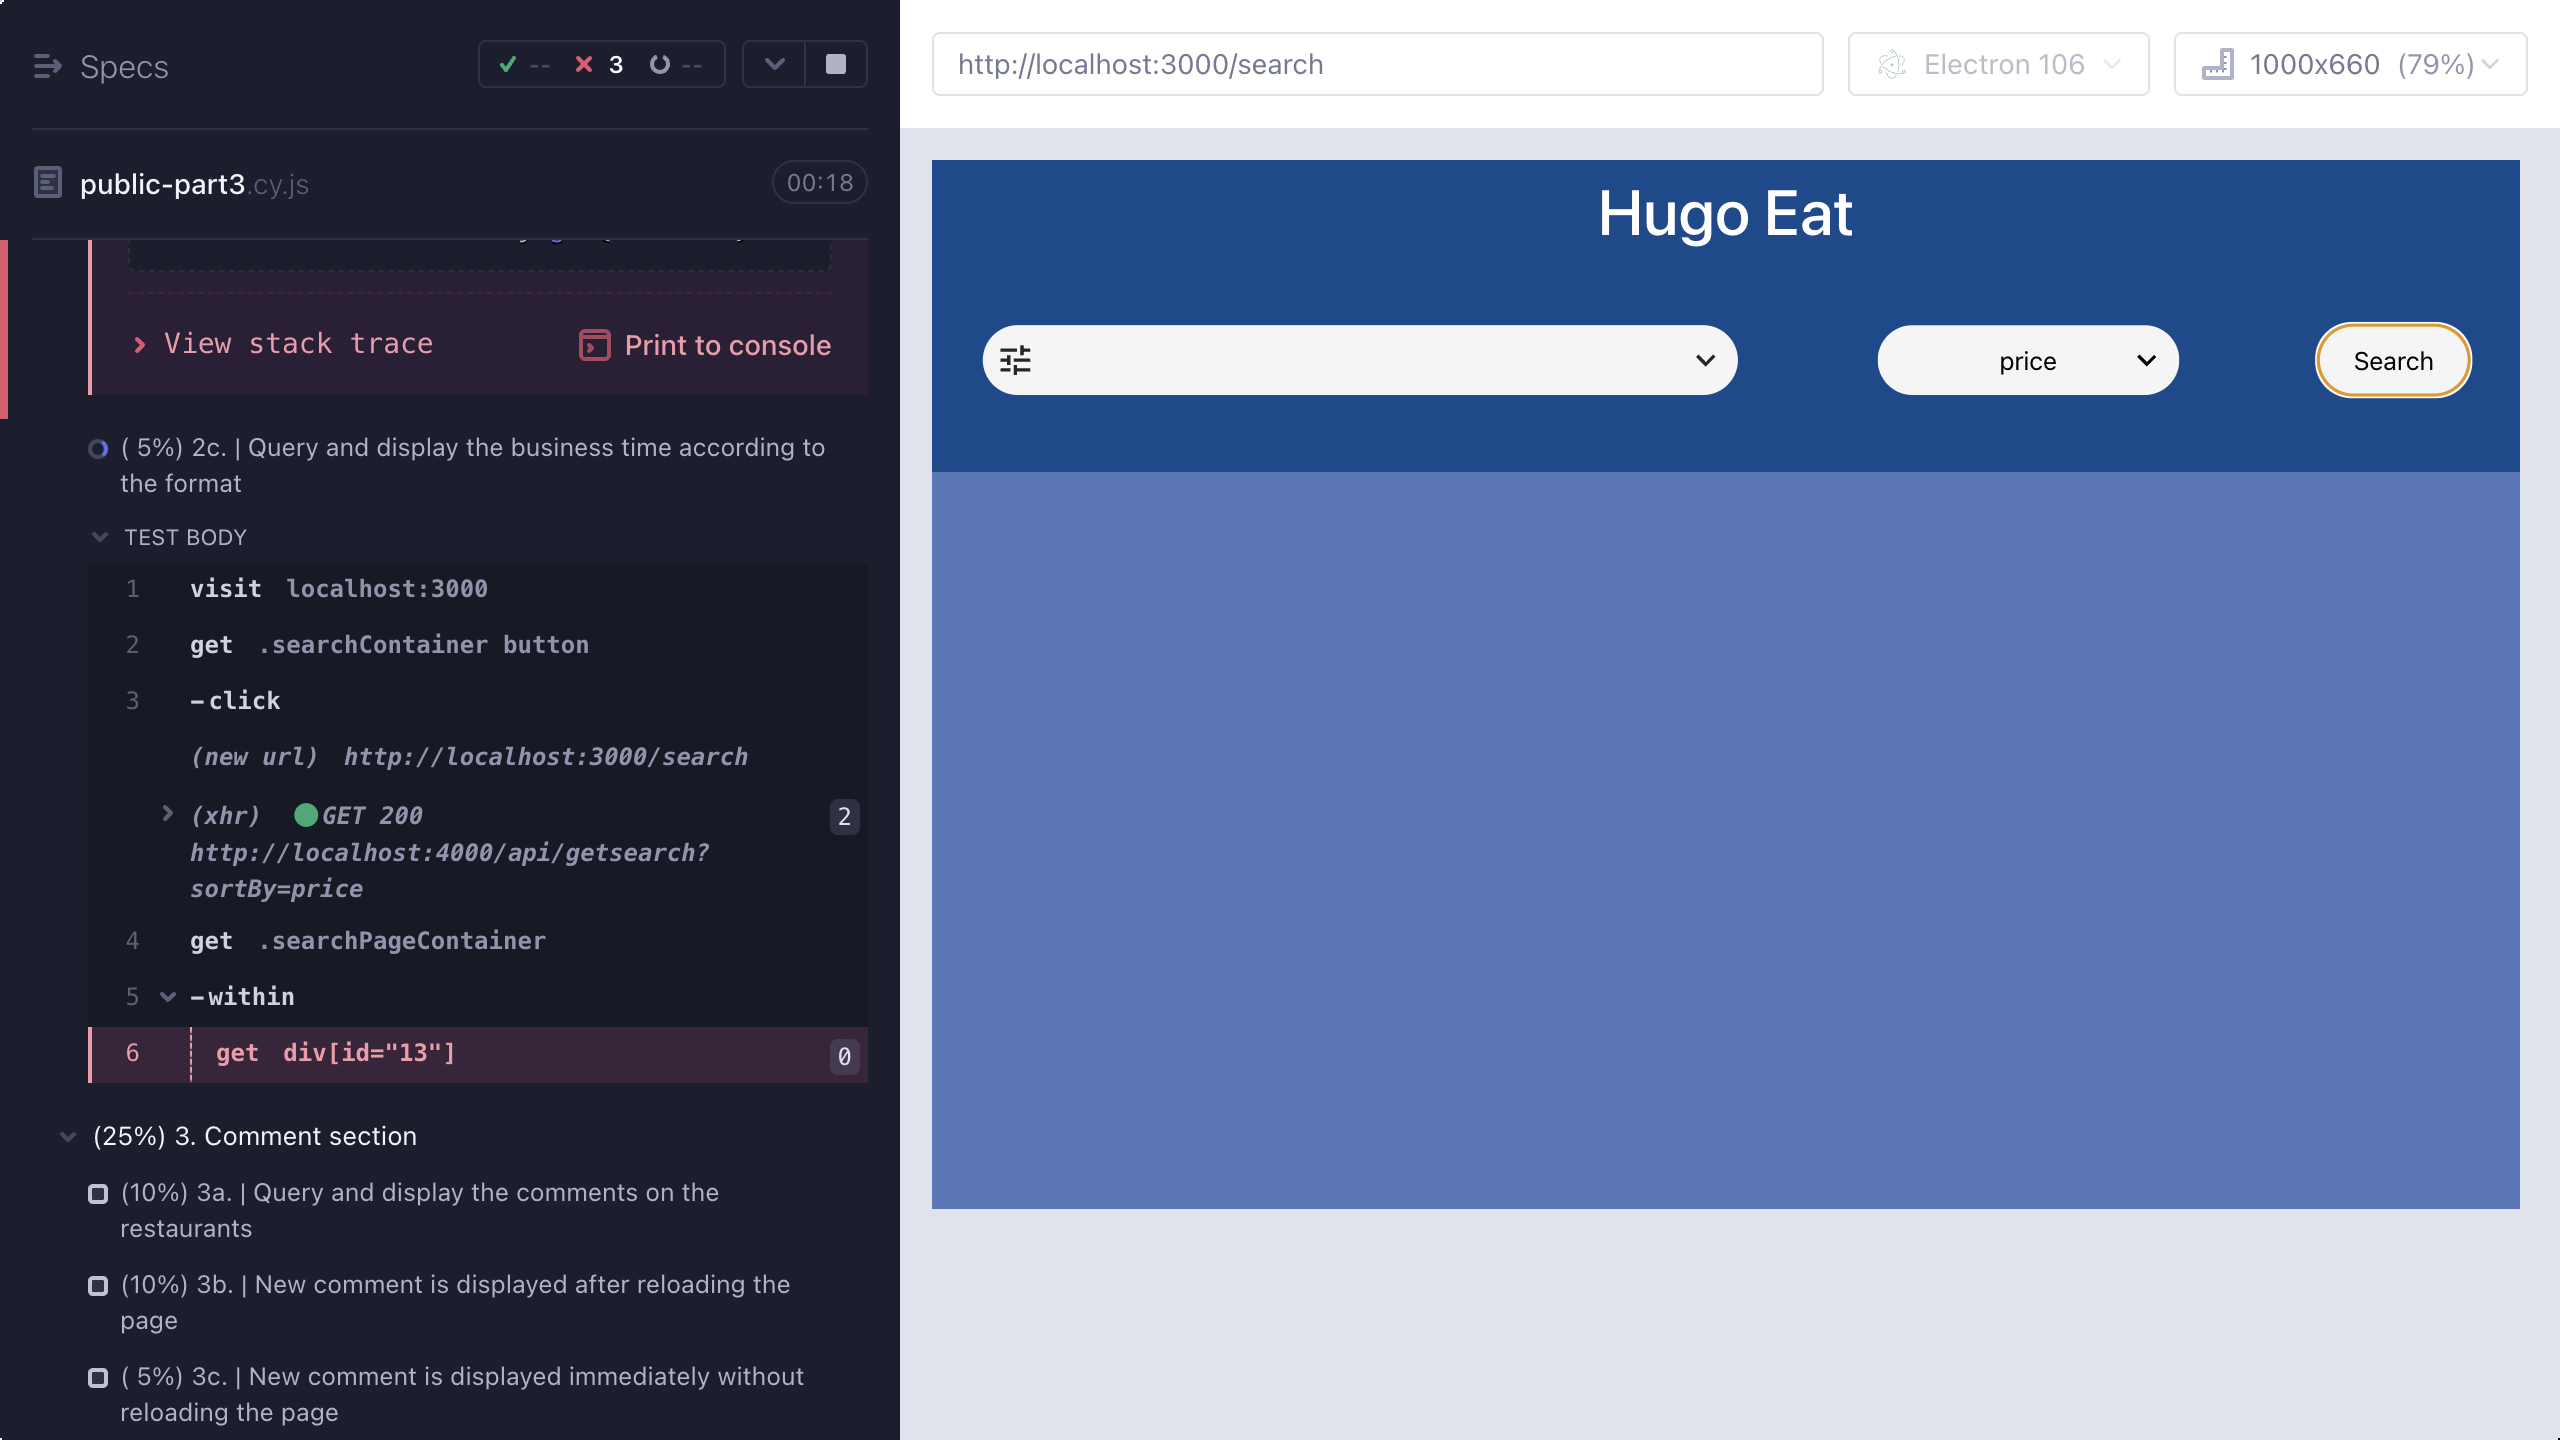 Specs
-- 3 --
public-part3.cy.js 00:18
View stack trace Print to console
( 5%) 2c. | Query and display the business time according to
the format
TEST BODY
1 visit localhost:3000
2 get .searchContainer button
3 -click
(new url) http://localhost:3000/search
(xhr) GET 200 2
http://localhost:4000/api/getsearch?
sortBy=price
4 get .searchPageContainer
5 -within
6 get div[id="13"] 0
(25%) 3. Comment section
(10%) 3a. | Query and display the comments on the
restaurants
(10%) 3b. | New comment is displayed after reloading the
page
( 5%) 3c. | New comment is displayed immediately without
reloading the page
http://localhost:3000/search
Electron 106
1000x660 (79%)
Hugo Eat
price
Search